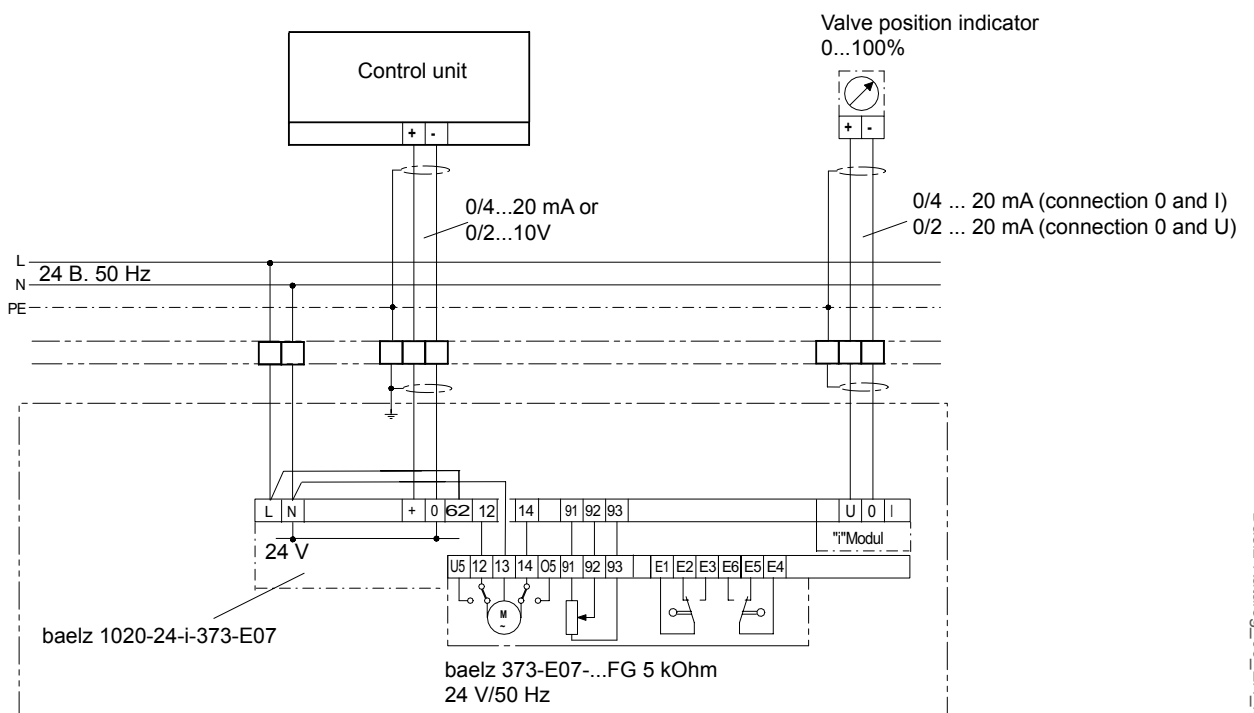 Valve position indicator
0...100%
Control unit
+ -
+ -
0/4...20 mA or
0/2...10V
0/4 ... 20 mA (connection 0 and I)
0/2 ... 20 mA (connection 0 and U)
L
24 B. 50 Hz
N
PE
L N + 0 62 12 14 91 92 93 U 0 I
"i"Modul
24 V
U5 12 13 14 O5 91 92 93 E1 E2 E3 E6 E5 E4
M
~
baelz 1020-24-i-373-E07
baelz 373-E07-...FG 5 kOhm
24 V/50 Hz